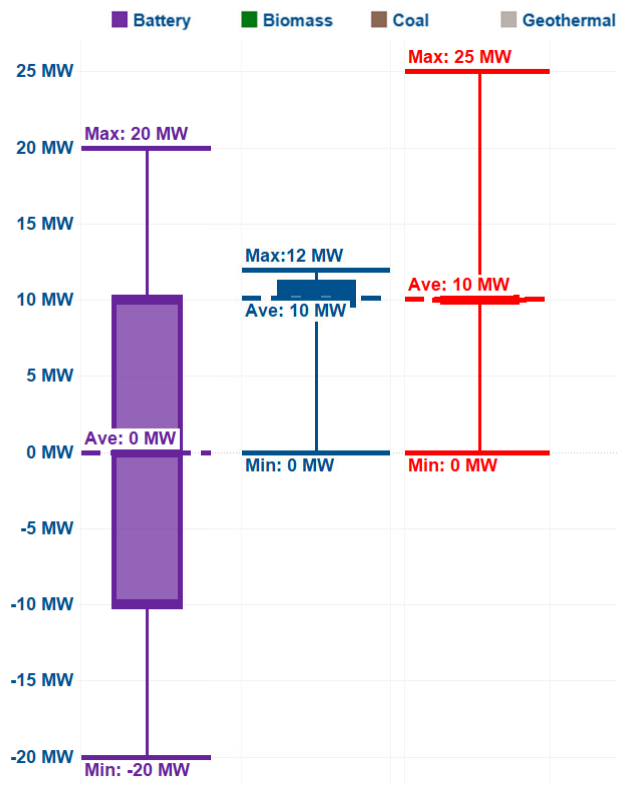 Battery Biomass Coal Geothermal
Max: 25 MW
25 MW
Max: 20 MW
20 MW
15 MW
Max:12 MW
10 MW
Ave: 10 MW
Ave: 10 MW
5 MW
Ave: 0 MW
0 MW
Min: 0 MW
Min: 0 MW
-5 MW
-10 MW
-15 MW
-20 MW
Min: -20 MW